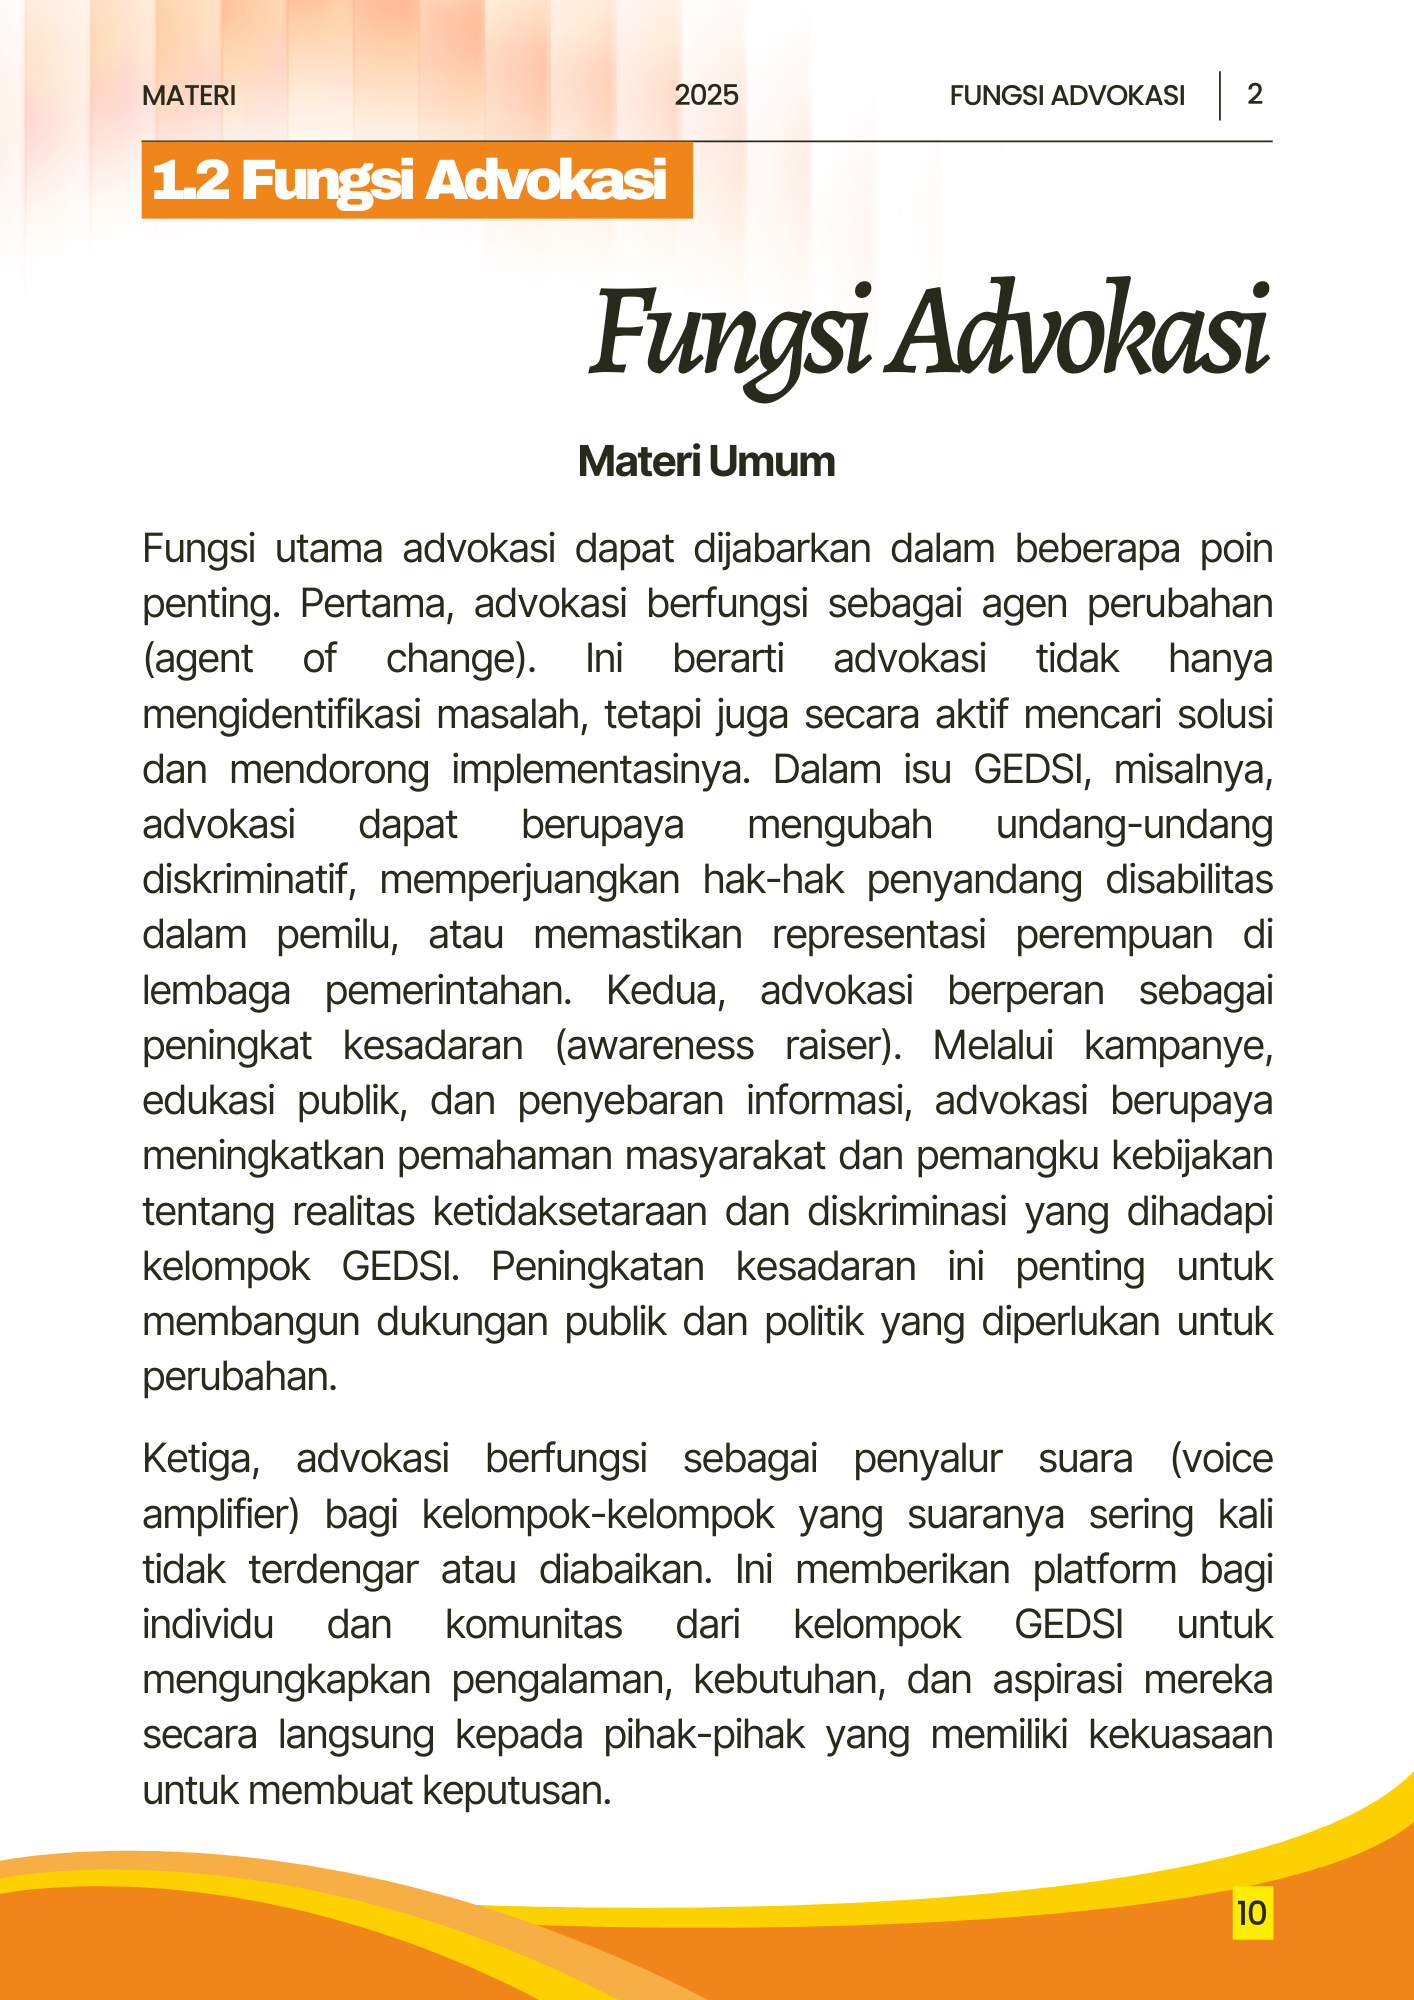 MATERI
2025
FUNGSI ADVOKASI
2
1.2 Fungsi Advokasi
Fungsi Advokasi
Materi Umum
Fungsi utama advokasi dapat dijabarkan dalam beberapa poin
penting. Pertama, advokasi berfungsi sebagai agen perubahan
(agent of change). Ini berarti advokasi tidak hanya
mengidentifikasi masalah, tetapi juga secara aktif mencari solusi
dan mendorong implementasinya. Dalam isu GEDSI, misalnya,
advokasi dapat berupaya mengubah undang-undang
diskriminatif, memperjuangkan hak-hak penyandang disabilitas
dalam pemilu, atau memastikan representasi perempuan di
lembaga pemerintahan. Kedua, advokasi berperan sebagai
peningkat kesadaran (awareness raiser). Melalui kampanye,
edukasi publik, dan penyebaran informasi, advokasi berupaya
meningkatkan pemahaman masyarakat dan pemangku kebijakan
tentang realitas ketidaksetaraan dan diskriminasi yang dihadapi
kelompok GEDSI. Peningkatan kesadaran ini penting untuk
membangun dukungan publik dan politik yang diperlukan untuk
perubahan.
Ketiga, advokasi berfungsi sebagai penyalur suara (voice
amplifier) bagi kelompok-kelompok yang suaranya sering kali
tidak terdengar atau diabaikan. Ini memberikan platform bagi
individu dan komunitas dari kelompok GEDSI untuk
mengungkapkan pengalaman, kebutuhan, dan aspirasi mereka
secara langsung kepada pihak-pihak yang memiliki kekuasaan
untuk membuat keputusan.
10